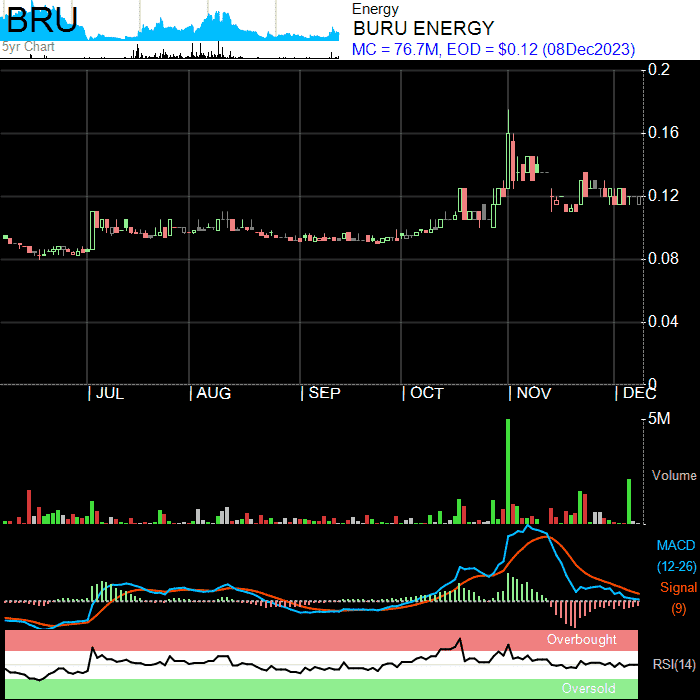 BRU
5yr Chart
Energy
BURU ENERGY
MC = 76.7M, EOD = $0.12 (08Dec2023)
0.2
0.16
0.12
0.08
0.04
0
JUL AUG SEP OCT NOV DEC
5M
Volume
MACD
(12-26)
Signal
(9)
Overbought
RSI(14)
Oversold